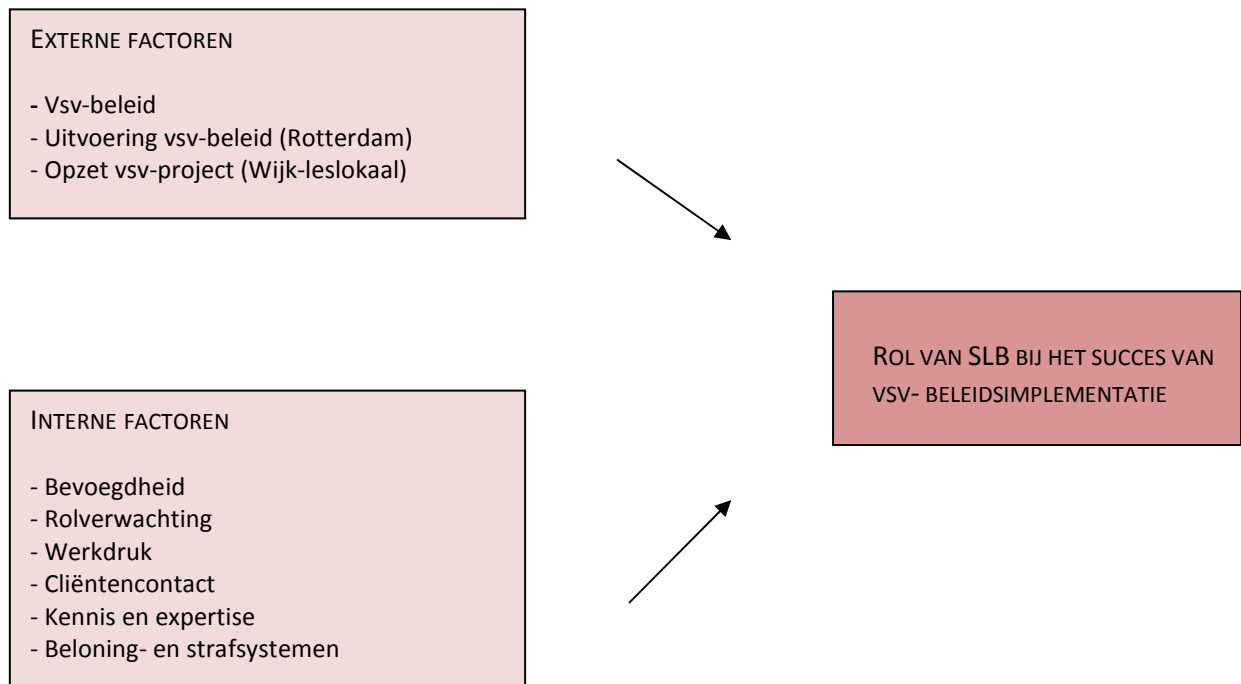 EXTERNE FACTOREN
- Vsv-beleid
- Uitvoering vsv-beleid (Rotterdam)
- Opzet vsv-project (Wijk-leslokaal)
ROL VAN SLB BIJ HET SUCCES VAN
VSV- BELEIDSIMPLEMENTATIE
INTERNE FACTOREN
- Bevoegdheid
- Rolverwachting
- Werkdruk
- Cliëntencontact
- Kennis en expertise
- Beloning- en strafsystemen